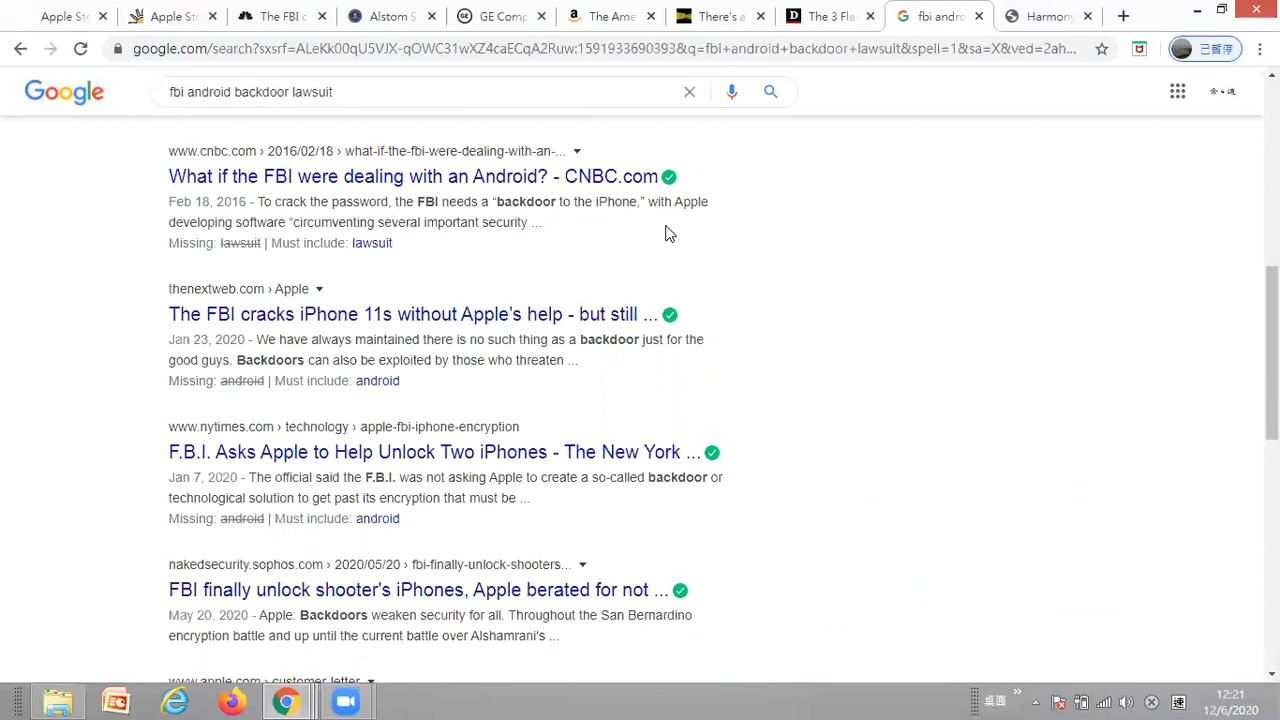 Apple St
Apple St
The FBI c
Alstom S
GE Comp
The Ame
There's a
The 3 Fla
fbi andro
Harmony
google.com/search?sxsrf=ALeKk00qU5VJX-qOWC31wXZ4caECqA2Ruw:1591933690393&q=fbi+android+backdoor+lawsuit&spell=1&sa=X&ved=2ah...
已暫停
Google
fbi android backdoor lawsuit
www.cnbc.com › 2016/02/18 › what-if-the-fbi-were-dealing-with-an-...
What if the FBI were dealing with an Android? - CNBC.com
Feb 18, 2016 - To crack the password, the FBI needs a “backdoor to the iPhone,” with Apple
developing software “circumventing several important security ...
Missing: lawsuit | Must include: lawsuit
thenextweb.com › Apple
The FBI cracks iPhone 11s without Apple's help - but still ...
Jan 23, 2020 - We have always maintained there is no such thing as a backdoor just for the
good guys. Backdoors can also be exploited by those who threaten ...
Missing: android | Must include: android
www.nytimes.com › technology › apple-fbi-iphone-encryption
F.B.I. Asks Apple to Help Unlock Two iPhones - The New York ...
Jan 7, 2020 - The official said the F.B.I. was not asking Apple to create a so-called backdoor or
technological solution to get past its encryption that must be ...
Missing: android | Must include: android
nakedsecurity.sophos.com › 2020/05/20 › fbi-finally-unlock-shooters...
FBI finally unlock shooter's iPhones, Apple berated for not ...
May 20, 2020 - Apple: Backdoors weaken security for all. Throughout the San Bernardino
encryption battle and up until the current battle over Alshamrani's ...
www.apple.com › customer-letter
桌面
12:21
12/6/2020